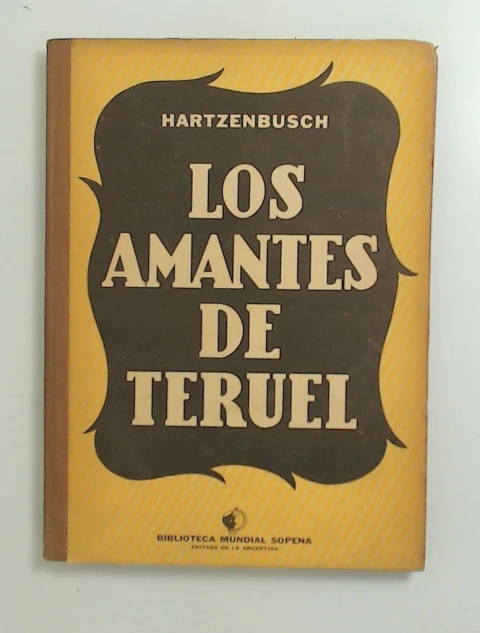 HARTZENBUSCH
LOS
AMANTES
DE
TERUEL
BIBLIOTECA MUNDIAL SOPENA
EDITADA EN LA ARGENTINA